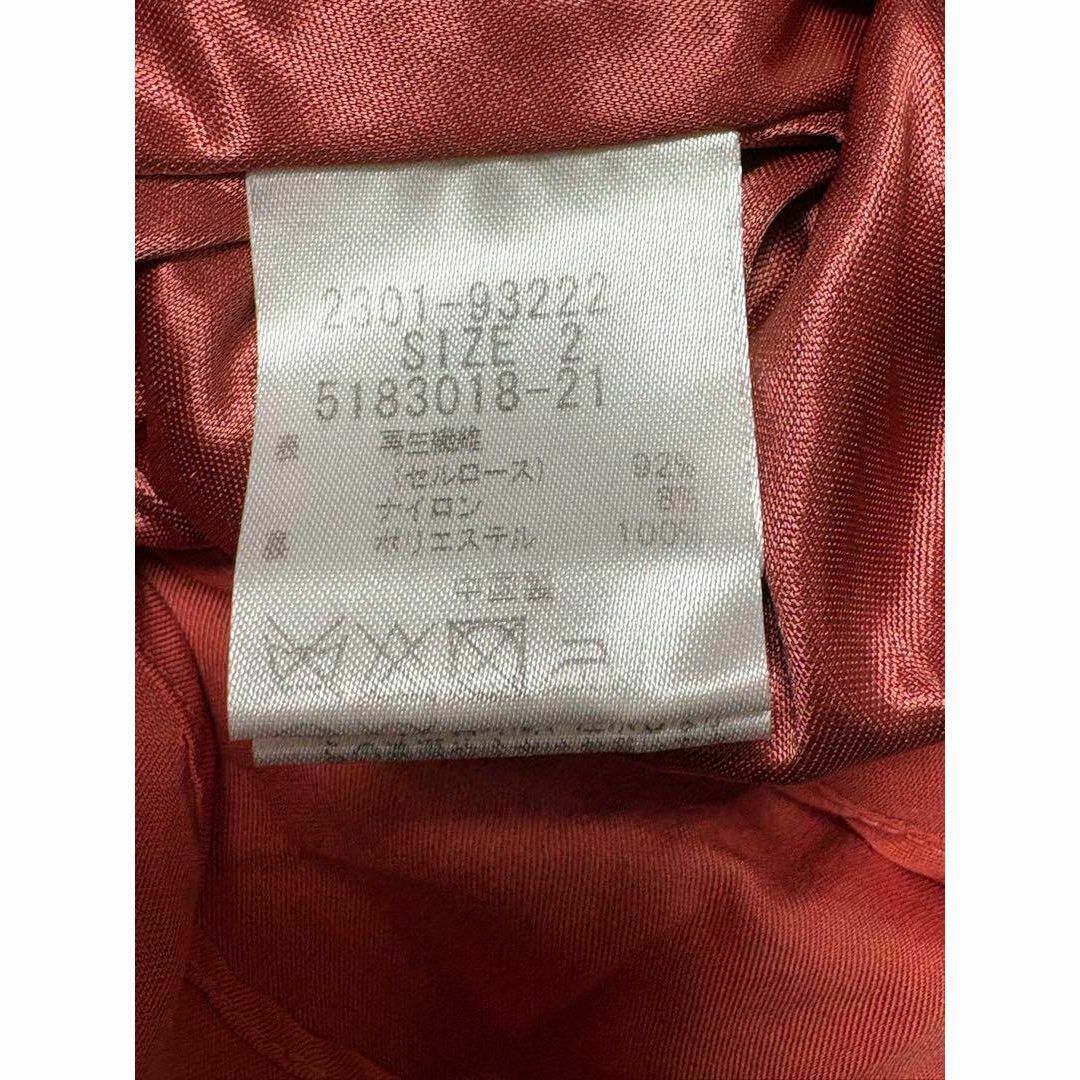 2301-93222
SIZE 2
5183018-21
表 再生繊維
(セルロース) 92%
ナイロン 8%
ポリエステル 100%
中国製